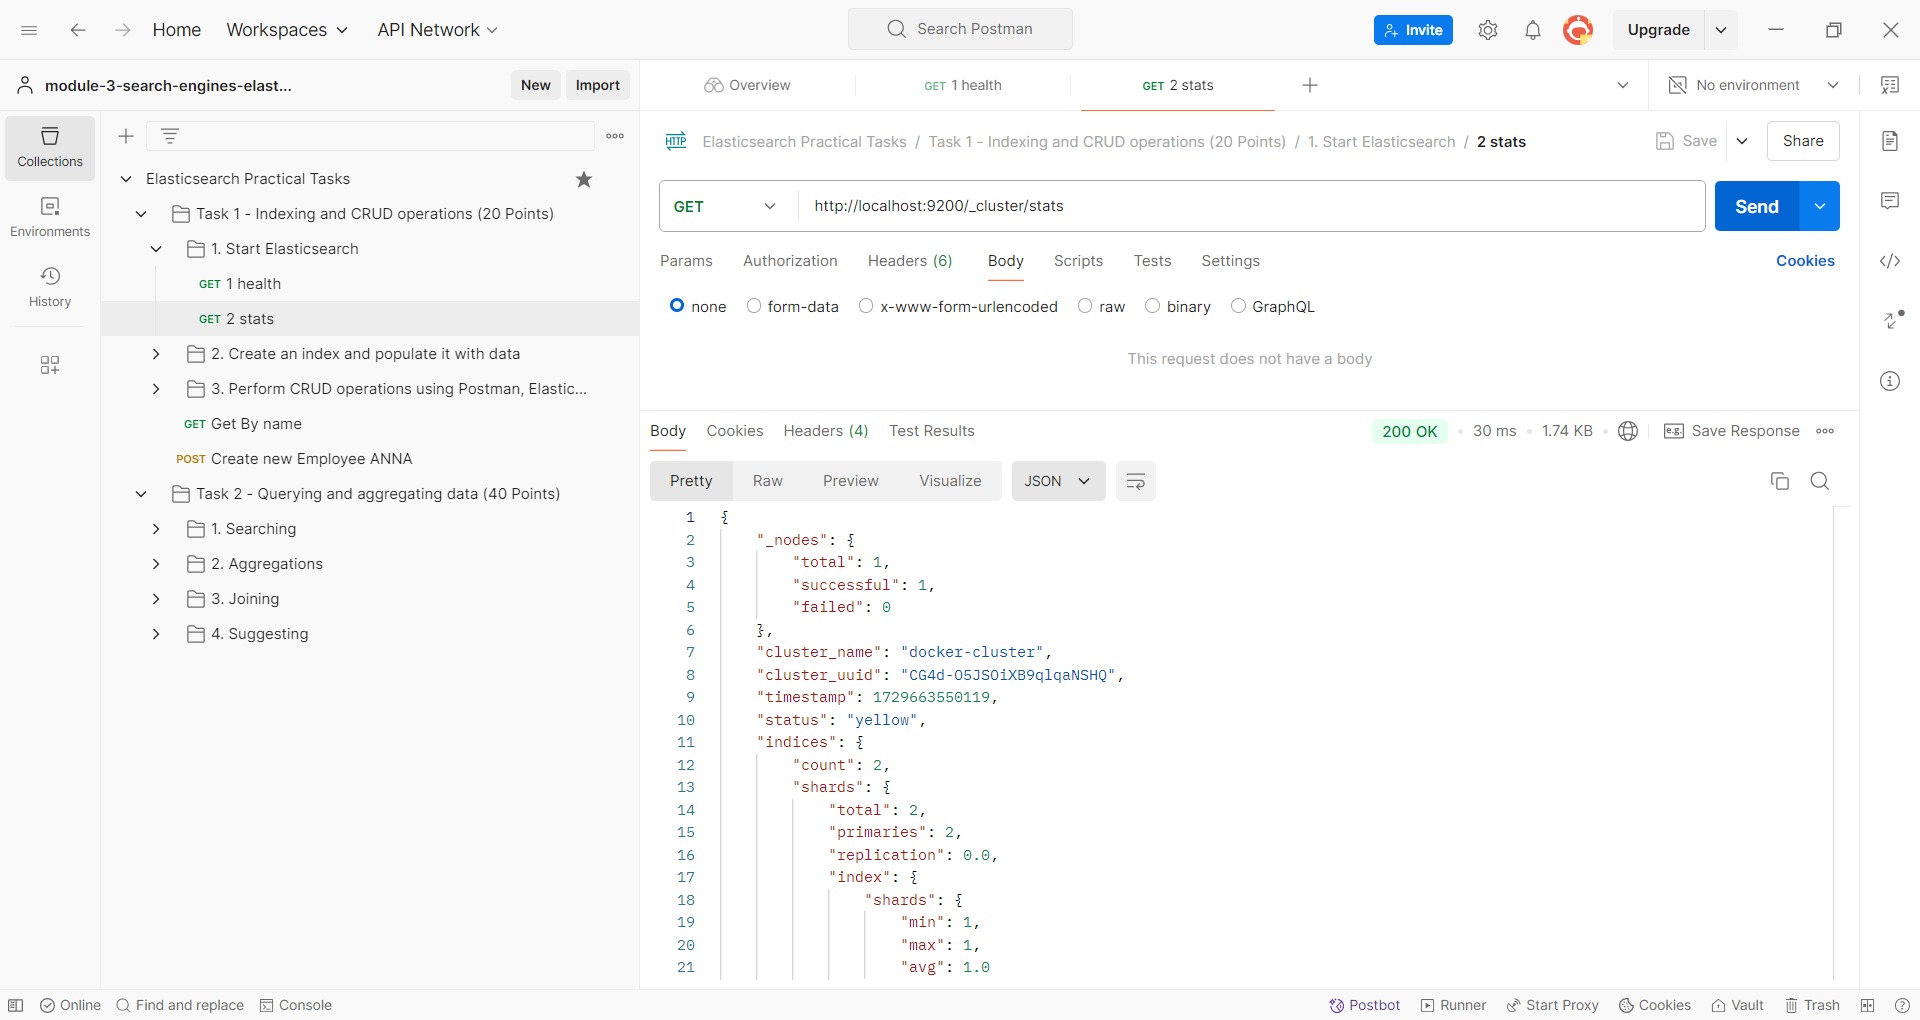 Home Workspaces API Network Search Postman Invite Upgrade
module-3-search-engines-elast... New Import Overview GET 1 health GET 2 stats No environment
Collections
Environments
History
Elasticsearch Practical Tasks
Task 1 - Indexing and CRUD operations (20 Points)
1. Start Elasticsearch
GET 1 health
GET 2 stats
2. Create an index and populate it with data
3. Perform CRUD operations using Postman, Elastic...
GET Get By name
POST Create new Employee ANNA
Task 2 - Querying and aggregating data (40 Points)
1. Searching
2. Aggregations
3. Joining
4. Suggesting
HTTP Elasticsearch Practical Tasks / Task 1 - Indexing and CRUD operations (20 Points) / 1. Start Elasticsearch / 2 stats Save Share
GET http://localhost:9200/_cluster/stats Send
Params Authorization Headers (6) Body Scripts Tests Settings Cookies
none form-data x-www-form-urlencoded raw binary GraphQL
This request does not have a body
Body Cookies Headers (4) Test Results 200 OK • 30 ms • 1.74 KB • e.g. Save Response
Pretty Raw Preview Visualize JSON
1 {
2 "_nodes": {
3 "total": 1,
4 "successful": 1,
5 "failed": 0
6 },
7 "cluster_name": "docker-cluster",
8 "cluster_uuid": "CG4d-O5JSOiXB9qlqaNSHQ",
9 "timestamp": 1729663550119,
10 "status": "yellow",
11 "indices": {
12 "count": 2,
13 "shards": {
14 "total": 2,
15 "primaries": 2,
16 "replication": 0.0,
17 "index": {
18 "shards": {
19 "min": 1,
20 "max": 1,
21 "avg": 1.0
Online Find and replace Console Postbot Runner Start Proxy Cookies Vault Trash